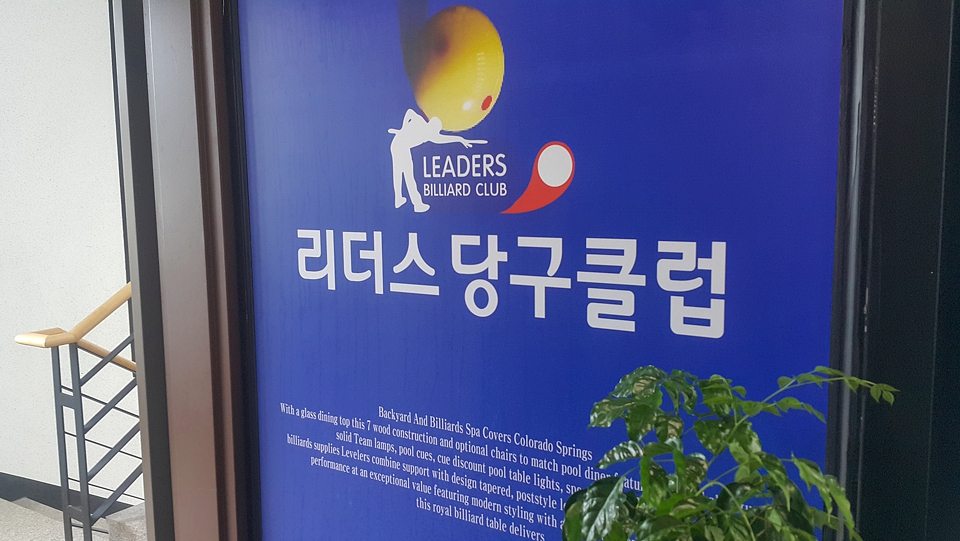 LEADERS
BILLIARD CLUB
리더스 당구클럽
Backyard And Billiards Spa Covers Colorado Springs
With a glass dining top this 7 wood construction and optional chairs to match pool diner
solid Team lamps, pool cues, cue discount pool table lights,
billiards supplies Levelers combine support with design tapered, poststyle
performance at an exceptional value featuring modern styling with a
this royal billiard table delivers